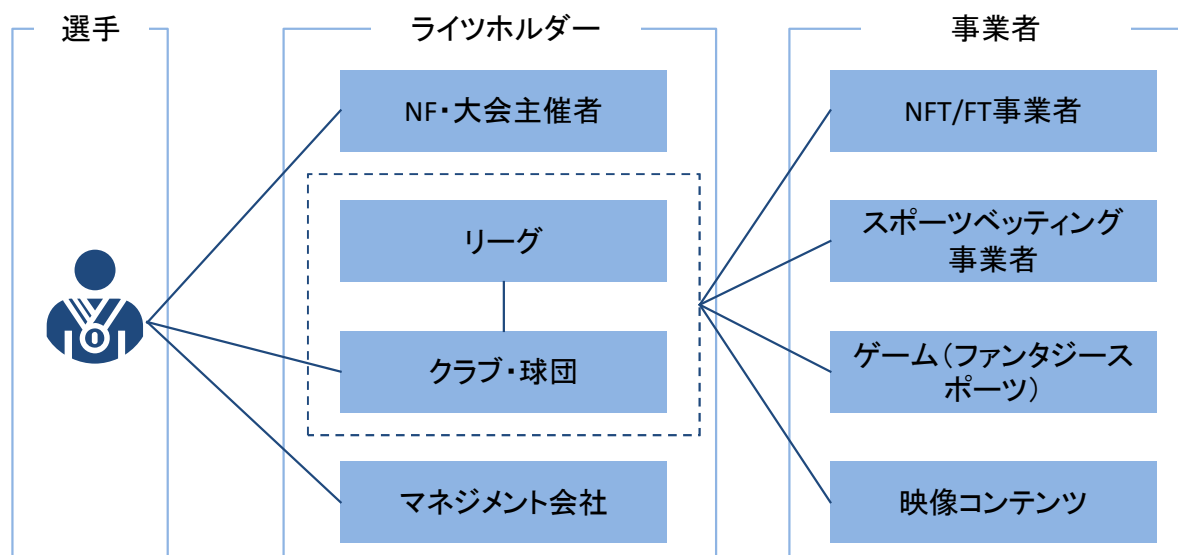 選手
ライツホルダー
事業者
NF・大会主催者
リーグ
クラブ・球団
マネジメント会社
NFT/FT事業者
スポーツベッティング
事業者
ゲーム（ファンタジース
ポーツ）
映像コンテンツ